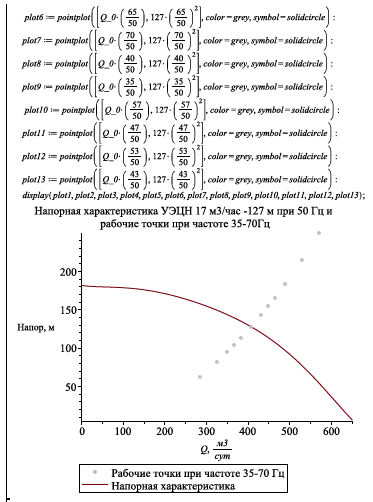 plot6 := pointplot([Q_0·(65/50), 127·(65/50)^2], color = grey, symbol = solidcircle) :
plot7 := pointplot([Q_0·(70/50), 127·(70/50)^2], color = grey, symbol = solidcircle) :
plot8 := pointplot([Q_0·(40/50), 127·(40/50)^2], color = grey, symbol = solidcircle) :
plot9 := pointplot([Q_0·(35/50), 127·(35/50)^2], color = grey, symbol = solidcircle) :
plot10 := pointplot([Q_0·(57/50), 127·(57/50)^2], color = grey, symbol = solidcircle) :
plot11 := pointplot([Q_0·(47/50), 127·(47/50)^2], color = grey, symbol = solidcircle) :
plot12 := pointplot([Q_0·(53/50), 127·(53/50)^2], color = grey, symbol = solidcircle) :
plot13 := pointplot([Q_0·(43/50), 127·(43/50)^2], color = grey, symbol = solidcircle) :
display(plot1, plot2, plot3, plot4, plot5, plot6, plot7, plot8, plot9, plot10, plot11, plot12, plot13);
Напорная характеристика УЭЦН 17 м3/час -127 м при 50 Гц и
рабочие точки при частоте 35-70Гц
200
Напор, м
150
100
50
0 100 200 300 400 500 600
Q, м3/сут
Рабочие точки при частоте 35-70 Гц
Напорная характеристика